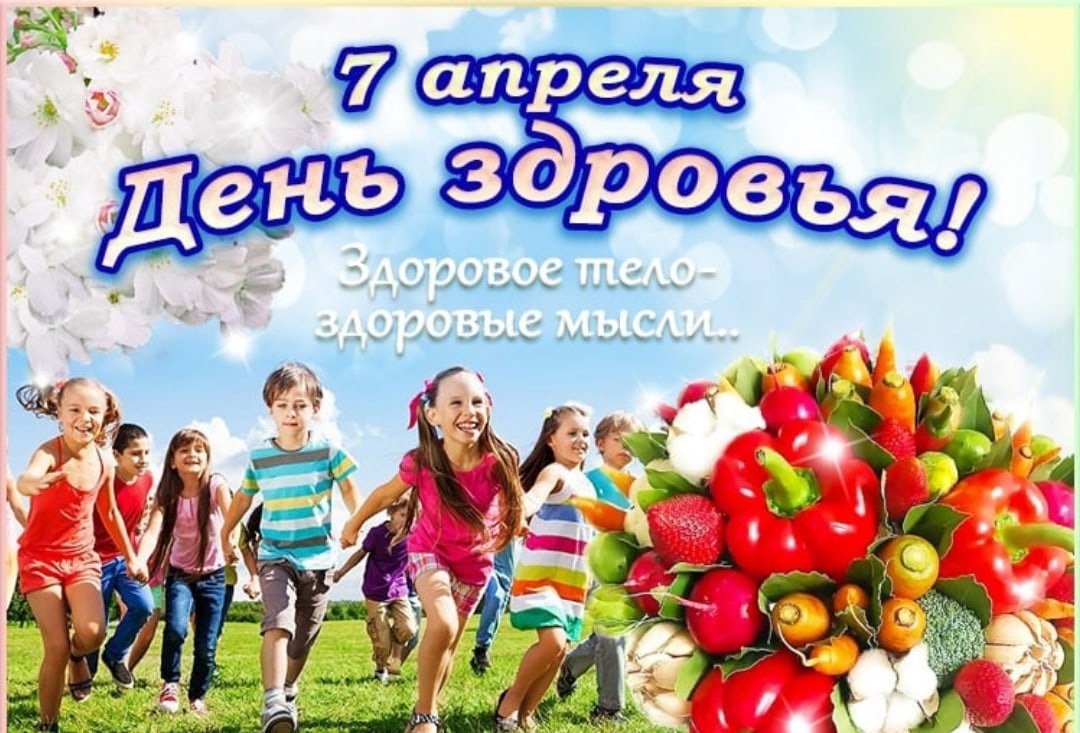 7 апреля
День здоровья!
Здоровое тело-
здоровые мысли..